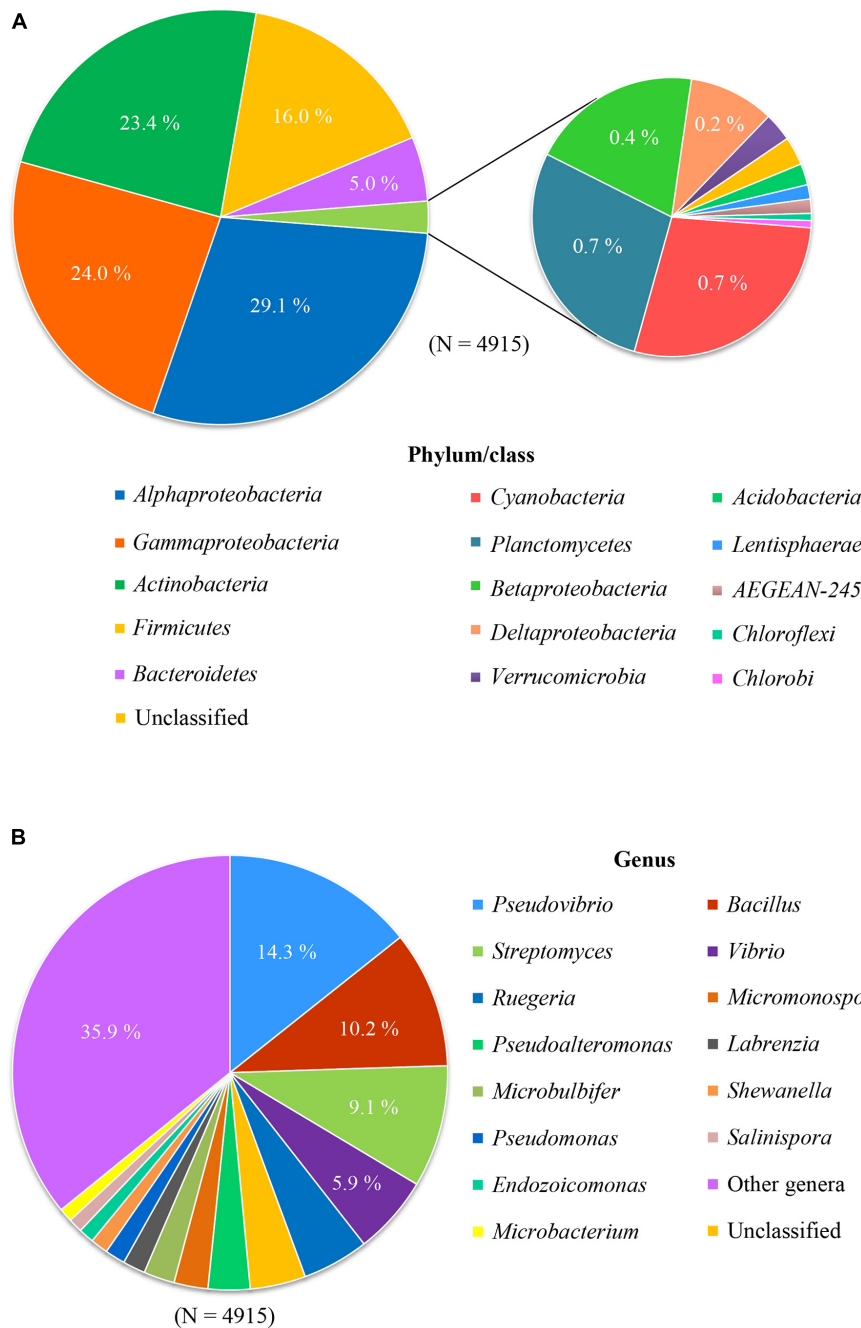 A
23.4 %
16.0 %
5.0 %
24.0 %
29.1 %
0.4 %
0.2 %
0.7 %
0.7 %
(N = 4915)
Phylum/class
Alphaproteobacteria
Gammaproteobacteria
Actinobacteria
Firmicutes
Bacteroidetes
Unclassified
Cyanobacteria
Planctomycetes
Betaproteobacteria
Deltaproteobacteria
Verrucomicrobia
Acidobacteria
Lentisphaerae
AEGEAN-245
Chloroflexi
Chlorobi
B
14.3 %
10.2 %
9.1 %
5.9 %
35.9 %
(N = 4915)
Genus
Pseudovibrio
Streptomyces
Ruegeria
Pseudoalteromonas
Microbulbifer
Pseudomonas
Endozoicomonas
Microbacterium
Bacillus
Vibrio
Micromonospo
Labrenzia
Shewanella
Salinispora
Other genera
Unclassified